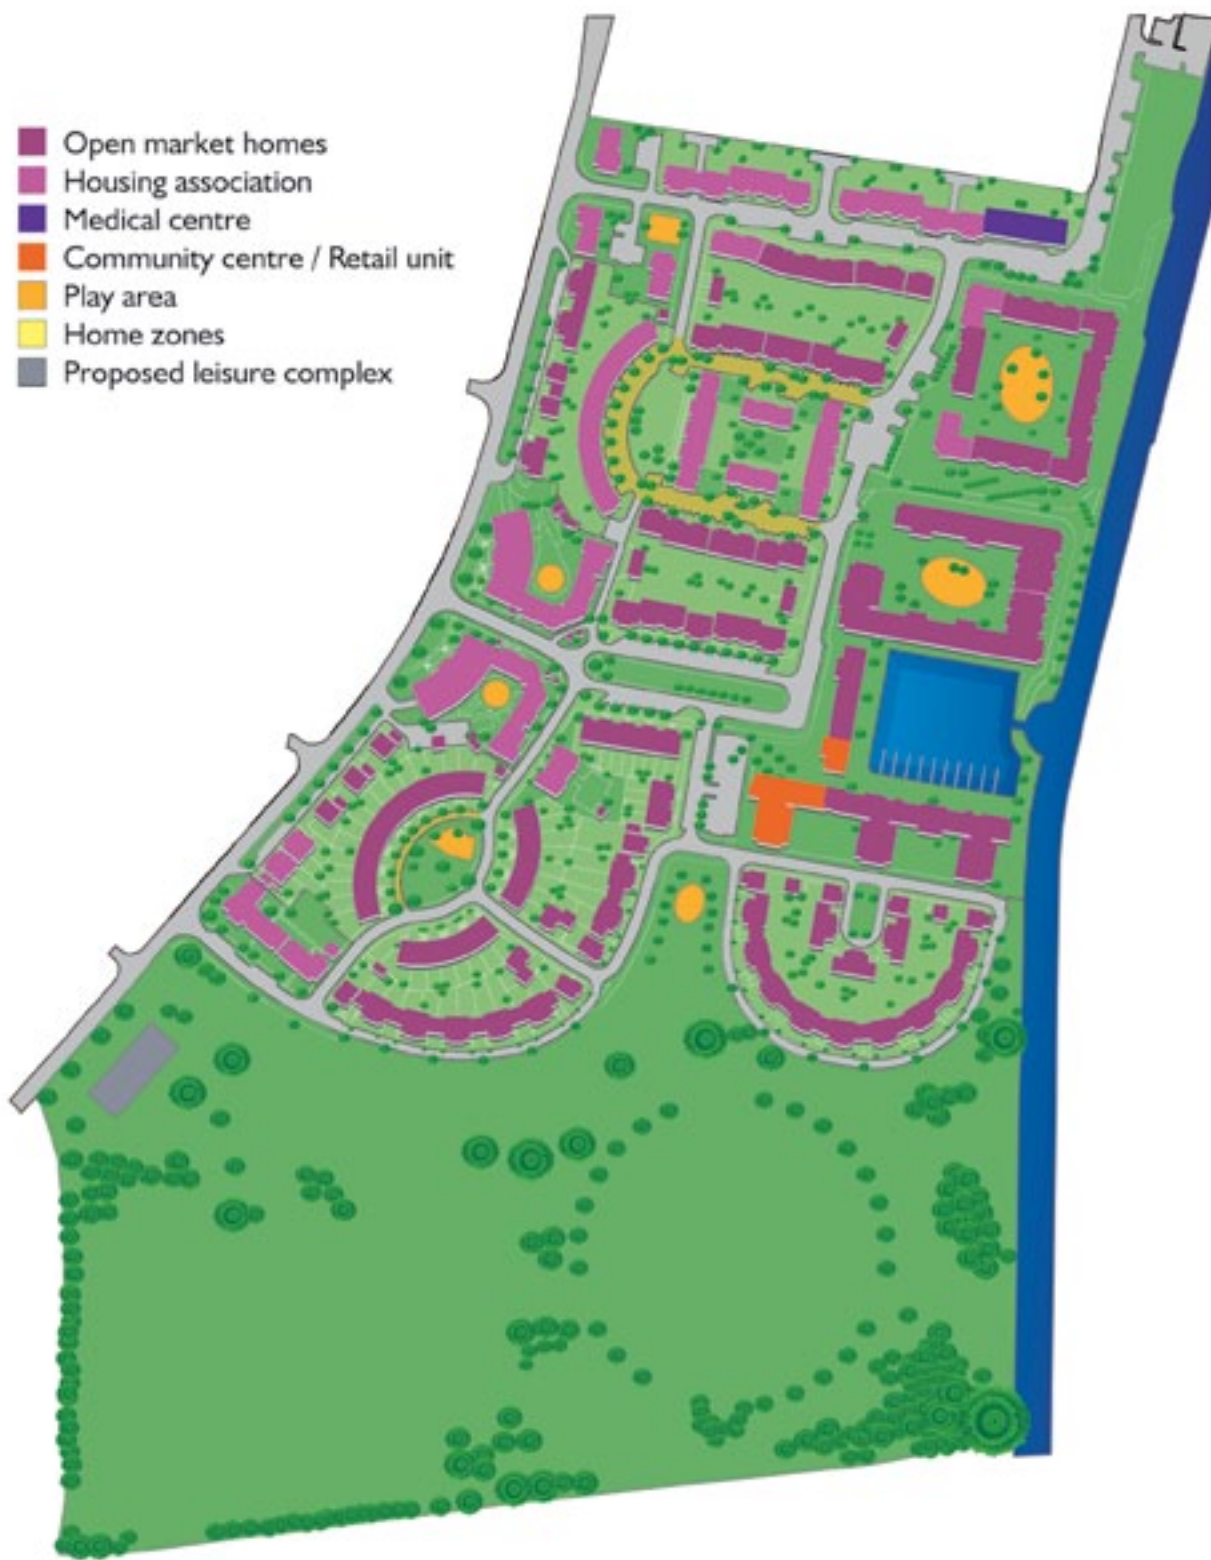 Open market homes
Housing association
Medical centre
Community centre / Retail unit
Play area
Home zones
Proposed leisure complex